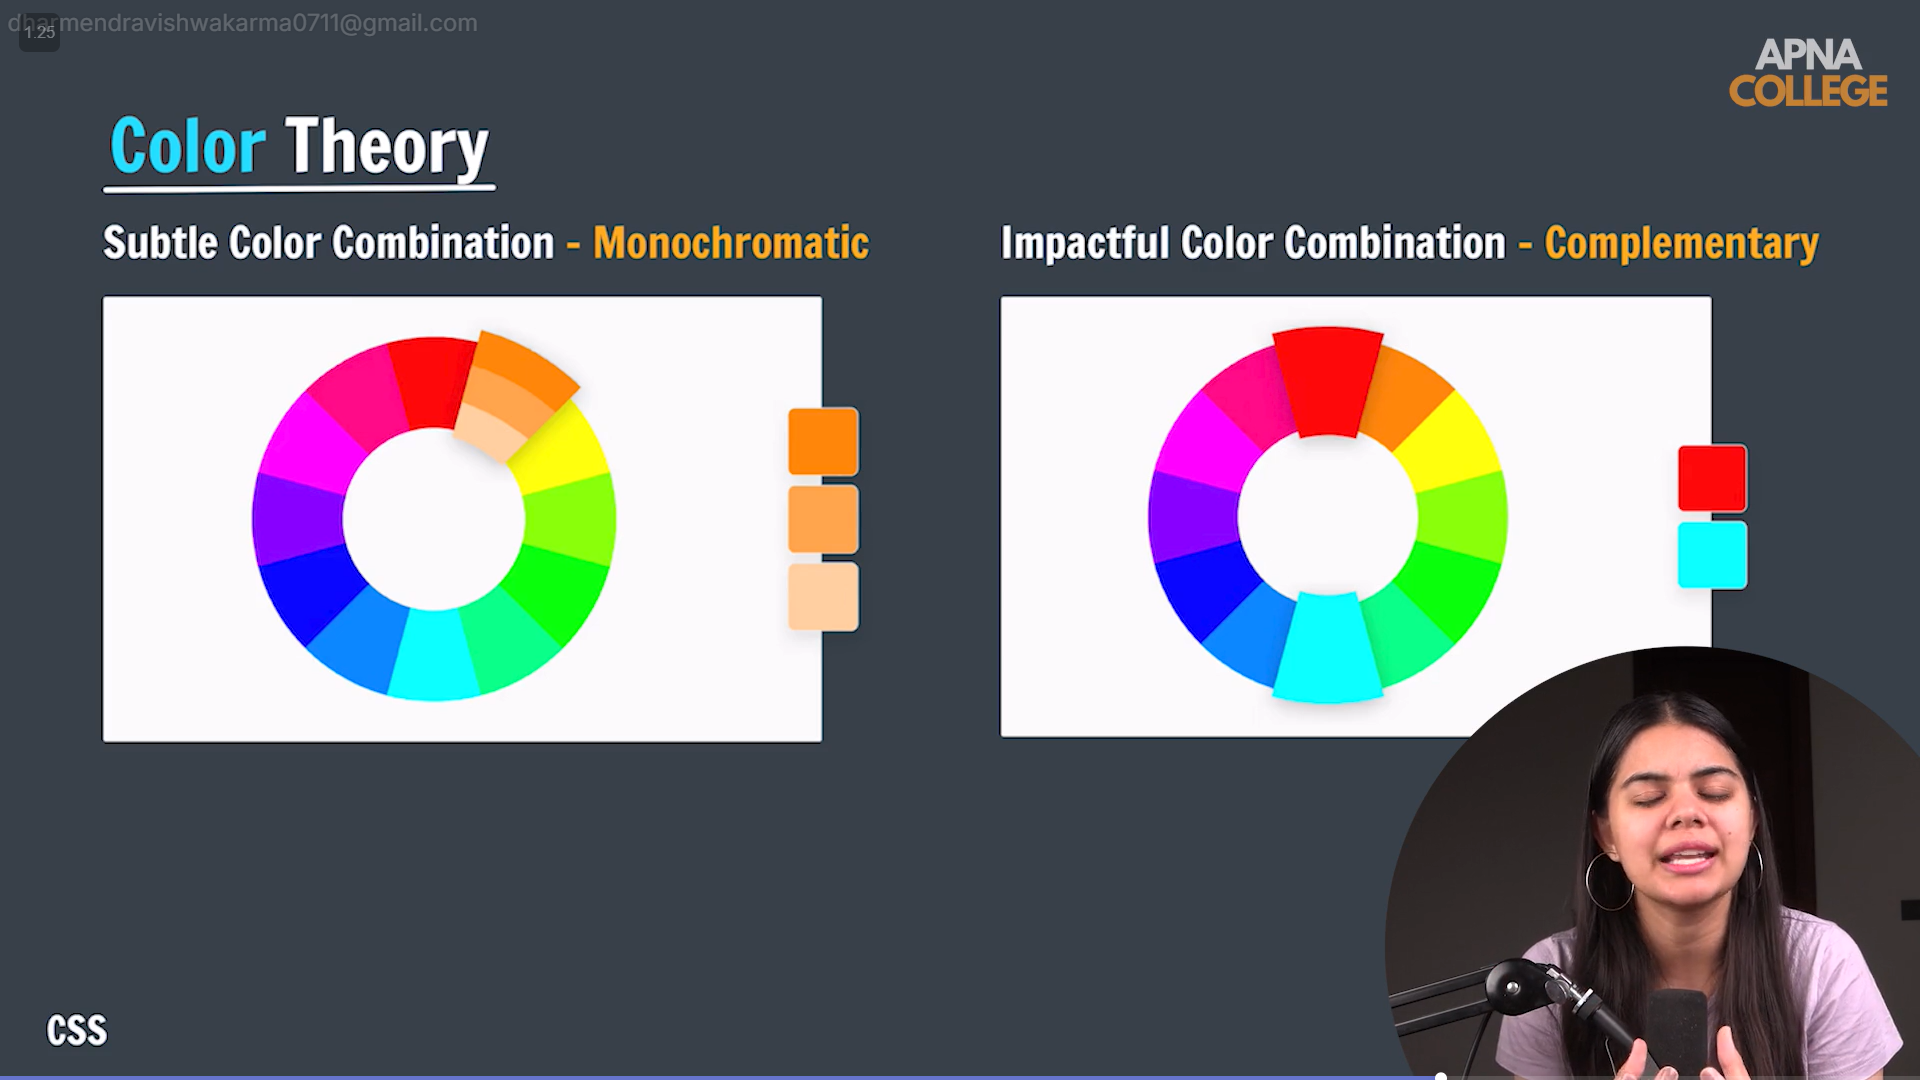 dharmendravishwakarma0711@gmail.com
1.25
APNA
COLLEGE
Color Theory
Subtle Color Combination - Monochromatic
Impactful Color Combination - Complementary
CSS